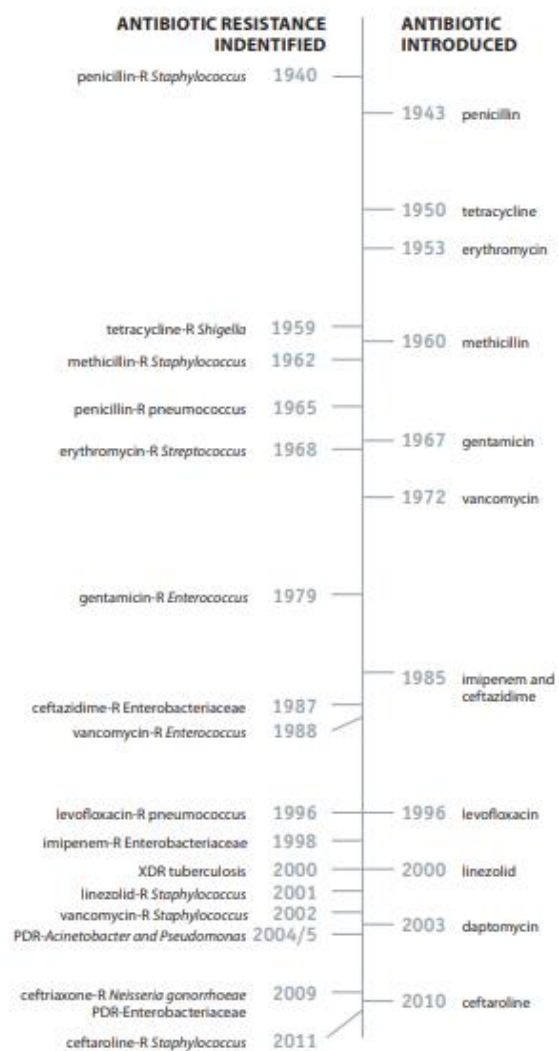 ANTIBIOTIC RESISTANCE
INDENTIFIED
ANTIBIOTIC
INTRODUCED
penicillin-R Staphylococcus 1940
1943 penicillin
1950 tetracycline
1953 erythromycin
tetracycline-R Shigella 1959
1960 methicillin
methicillin-R Staphylococcus 1962
penicillin-R pneumococcus 1965
1967 gentamicin
erythromycin-R Streptococcus 1968
1972 vancomycin
gentamicin-R Enterococcus 1979
1985 imipenem and
ceftazidime
ceftazidime-R Enterobacteriaceae 1987
vancomycin-R Enterococcus 1988
levofloxacin-R pneumococcus 1996
1996 levofloxacin
imipenem-R Enterobacteriaceae 1998
XDR tuberculosis 2000
2000 linezolid
linezolid-R Staphylococcus 2001
vancomycin-R Staphylococcus 2002
2003 daptomycin
PDR-Acinetobacter and Pseudomonas 2004/5
ceftriaxone-R Neisseria gonorrhoeae 2009
PDR-Enterobacteriaceae
2010 ceftaroline
ceftaroline-R Staphylococcus 2011